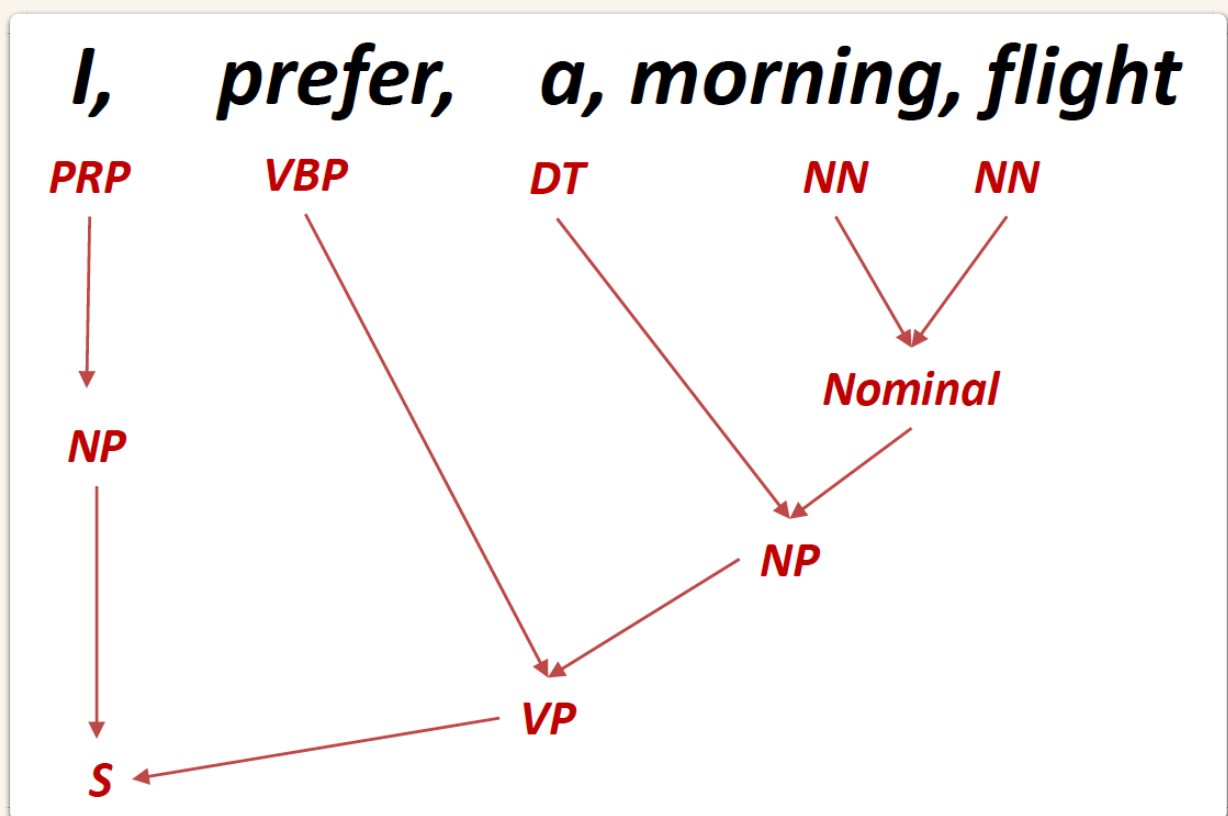 I, prefer, a, morning, flight
PRP VBP DT NN NN
Nominal
NP
NP
VP
S